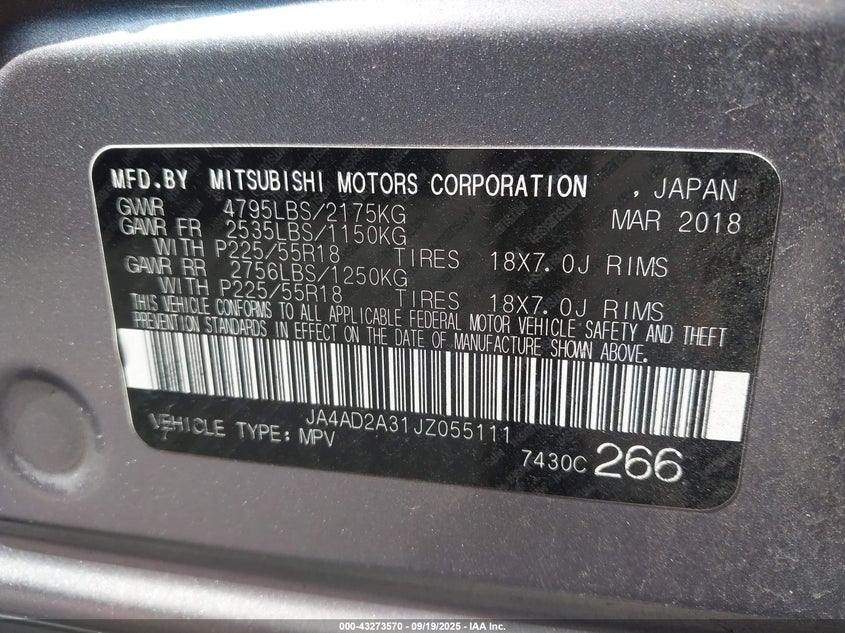 MFD.BY MITSUBISHI MOTORS CORPORATION , JAPAN
GVWR 4795LBS/2175KG MAR 2018
GAWR FR 2535LBS/1150KG
WITH P225/55R18 TIRES 18X7.0J RIMS
GAWR RR 2756LBS/1250KG
WITH P225/55R18 TIRES 18X7.0J RIMS
THIS VEHICLE CONFORMS TO ALL APPLICABLE FEDERAL MOTOR VEHICLE SAFETY AND THEFT
PREVENTION STANDARDS IN EFFECT ON THE DATE OF MANUFACTURE SHOWN ABOVE.
JA4AD2A31JZ055111
VEHICLE TYPE: MPV
7430C 266
000-43273570 - 09/19/2025 - IAA Inc.